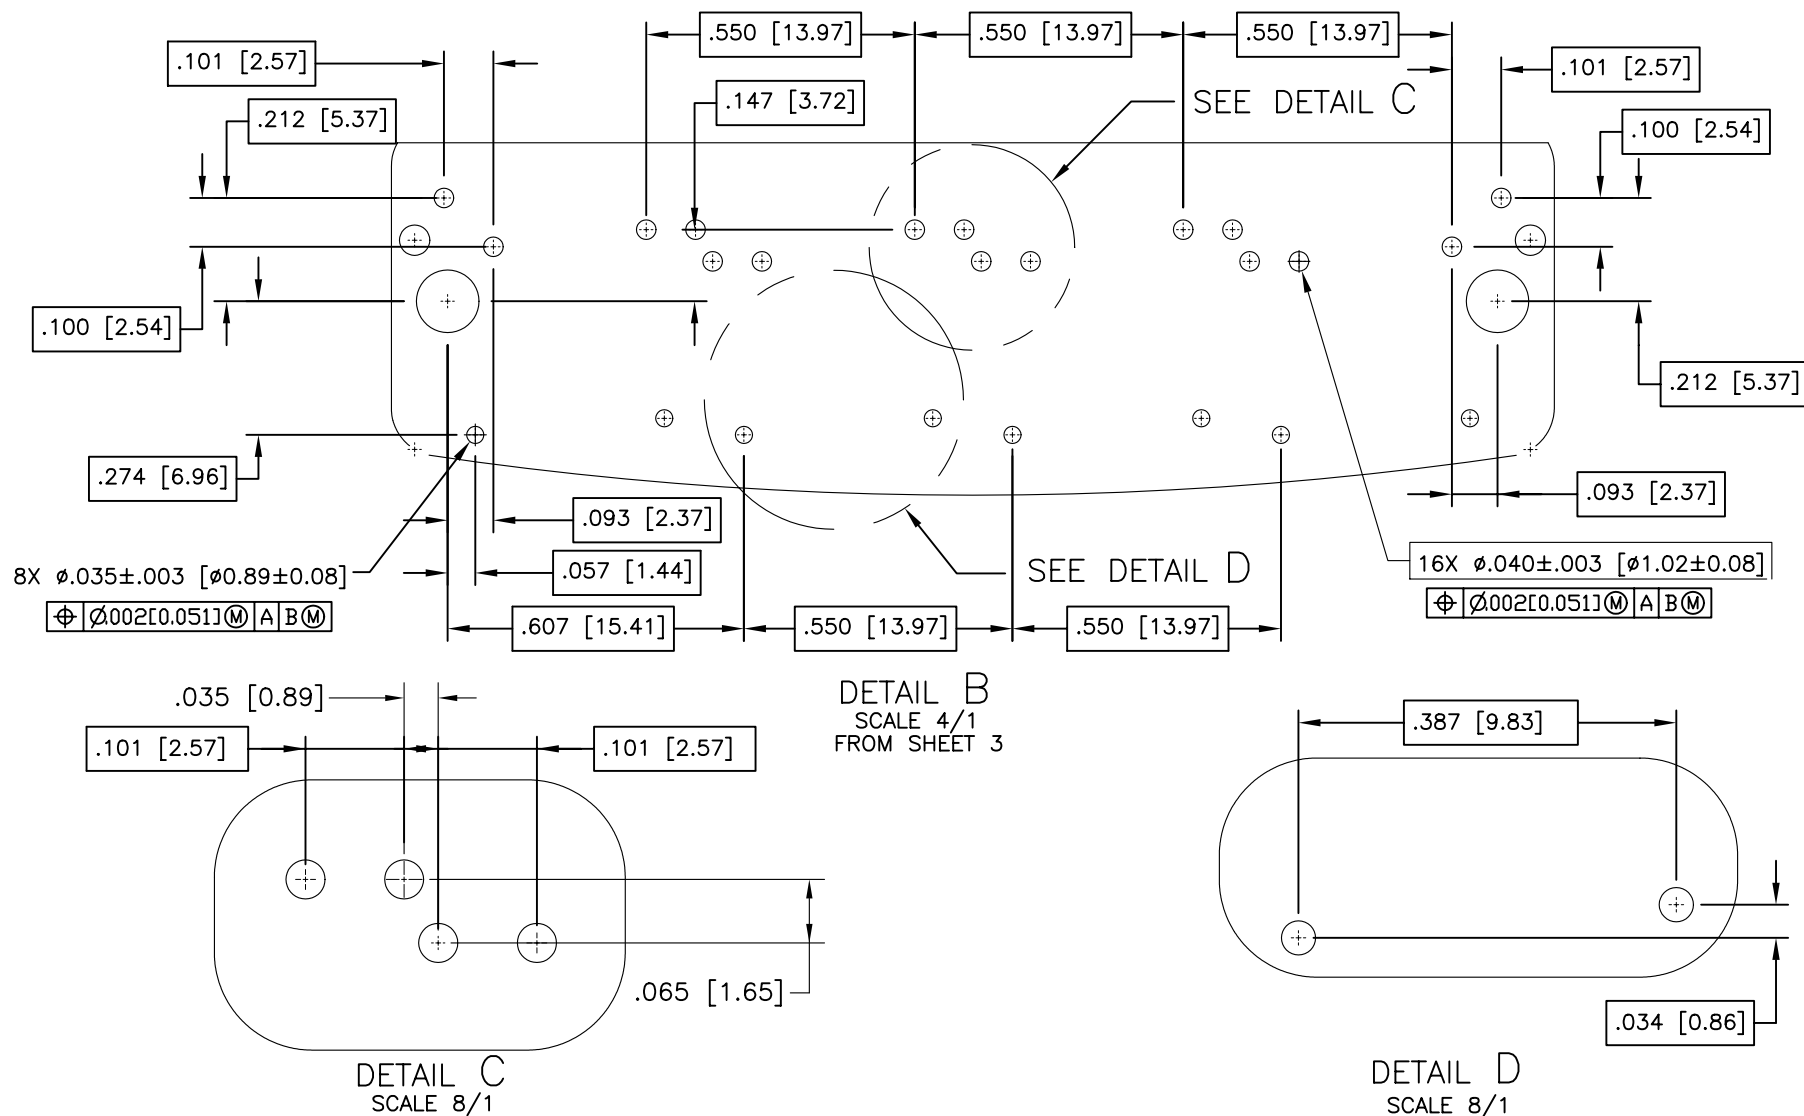 .550 [13.97]
.550 [13.97]
.550 [13.97]
.101 [2.57]
.101 [2.57]
.147 [3.72]
SEE DETAIL C
.212 [5.37]
.100 [2.54]
.100 [2.54]
.212 [5.37]
.274 [6.96]
.093 [2.37]
.093 [2.37]
8X ø.035±.003 [ø0.89±0.08]
.057 [1.44]
SEE DETAIL D
16X ø.040±.003 [ø1.02±0.08]
⌖ Ø.002[0.051]Ⓜ A BⓂ
⌖ Ø.002[0.051]Ⓜ A BⓂ
.607 [15.41]
.550 [13.97]
.550 [13.97]
DETAIL B
SCALE 4/1
FROM SHEET 3
.035 [0.89]
.101 [2.57]
.101 [2.57]
.387 [9.83]
.065 [1.65]
.034 [0.86]
DETAIL C
SCALE 8/1
DETAIL D
SCALE 8/1